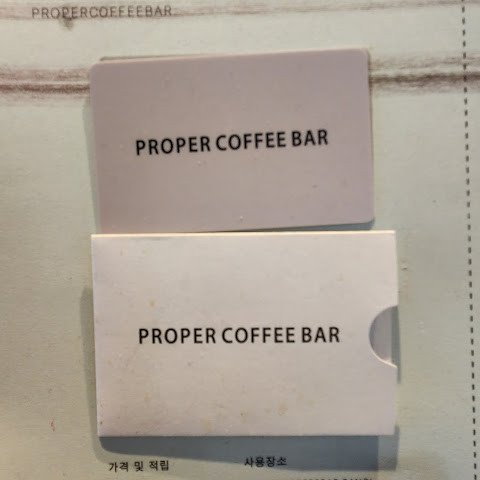 PROPERCOFFEEBAR
PROPER COFFEE BAR
PROPER COFFEE BAR
가격 및 적립
사용장소